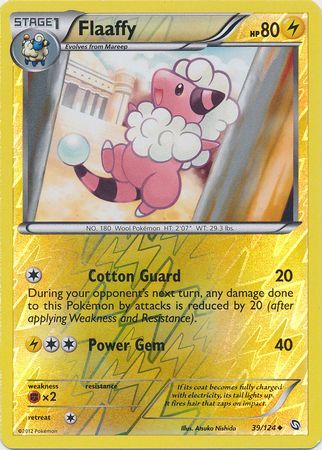 STAGE1
Flaaffy
HP80
Evolves from Mareep
NO. 180 Wool Pokémon HT: 2'07" WT: 29.3 lbs.
Cotton Guard 20
During your opponent's next turn, any damage done
to this Pokémon by attacks is reduced by 20 (after
applying Weakness and Resistance).
Power Gem 40
weakness resistance
×2
retreat
If its coat becomes fully charged
with electricity, its tail lights up.
It fires hair that zaps on impact.
©2012 Pokémon
Illus. Atsuko Nishida
39/124